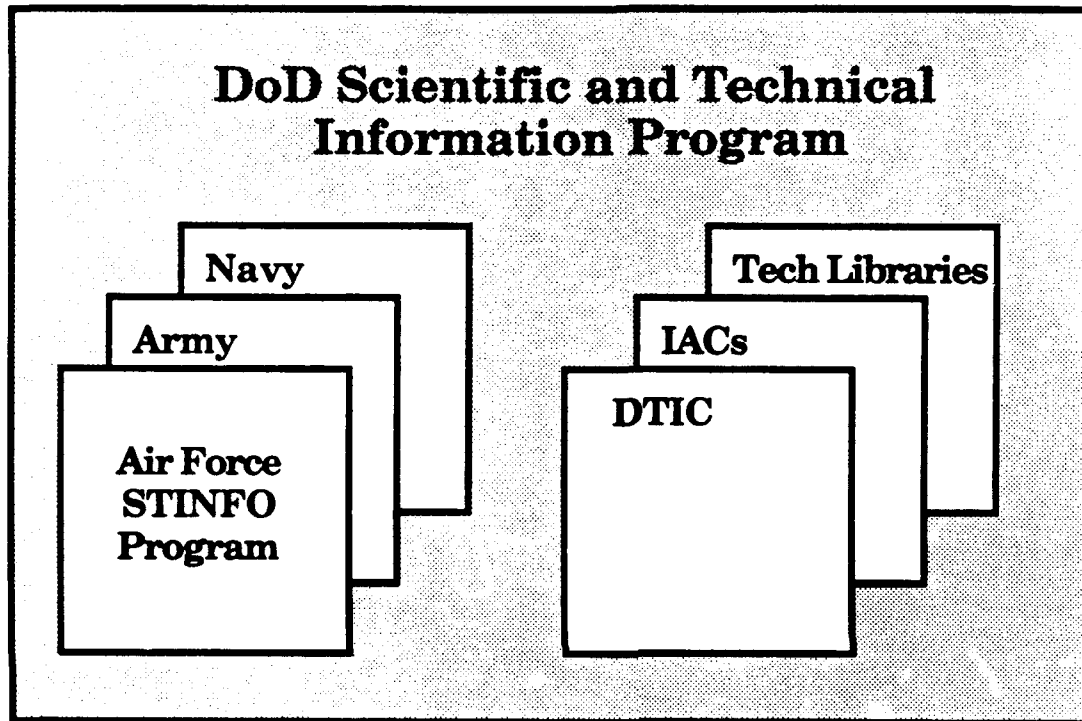 DoD Scientific and Technical
Information Program
Navy
Army
Air Force
STINFO
Program
Tech Libraries
IACs
DTIC